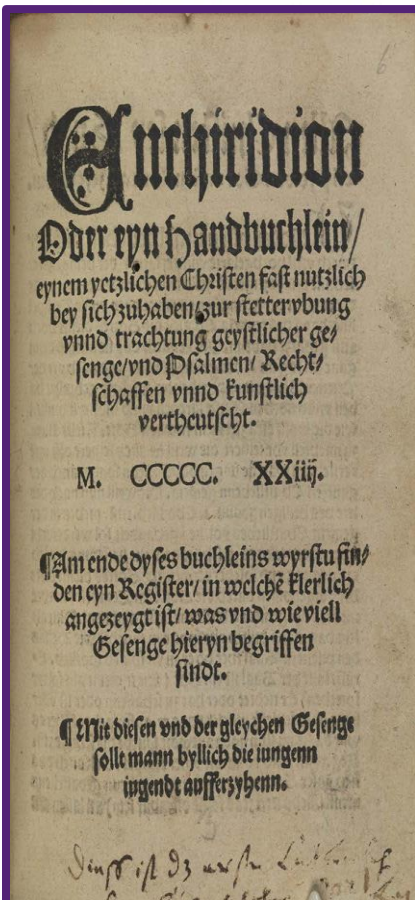 Enchiridion
Oder eyn Handbuchlein/
eynem yetzlichen Christen fast nutzlich
bey sich zuhaben/zur stetter vbung
vnnd trachtung geystlicher ge⸗
senge/vnd Psalmen/ Recht⸗
schaffen vnnd kunstlich
vertheutscht.
M. CCCCC. XXiiij.
¶Am ende dyses buchleins wyrstu fin⸗
den eyn Register/ in welchẽ klerlich
angezeygt ist/ was vnd wie viell
Gesenge hieryn begriffen
sindt.
¶ Mit diesen vnd der gleychen Gesenge
sollt mann byllich die iungenn
iugendt aufferzyhenn.
ist dz